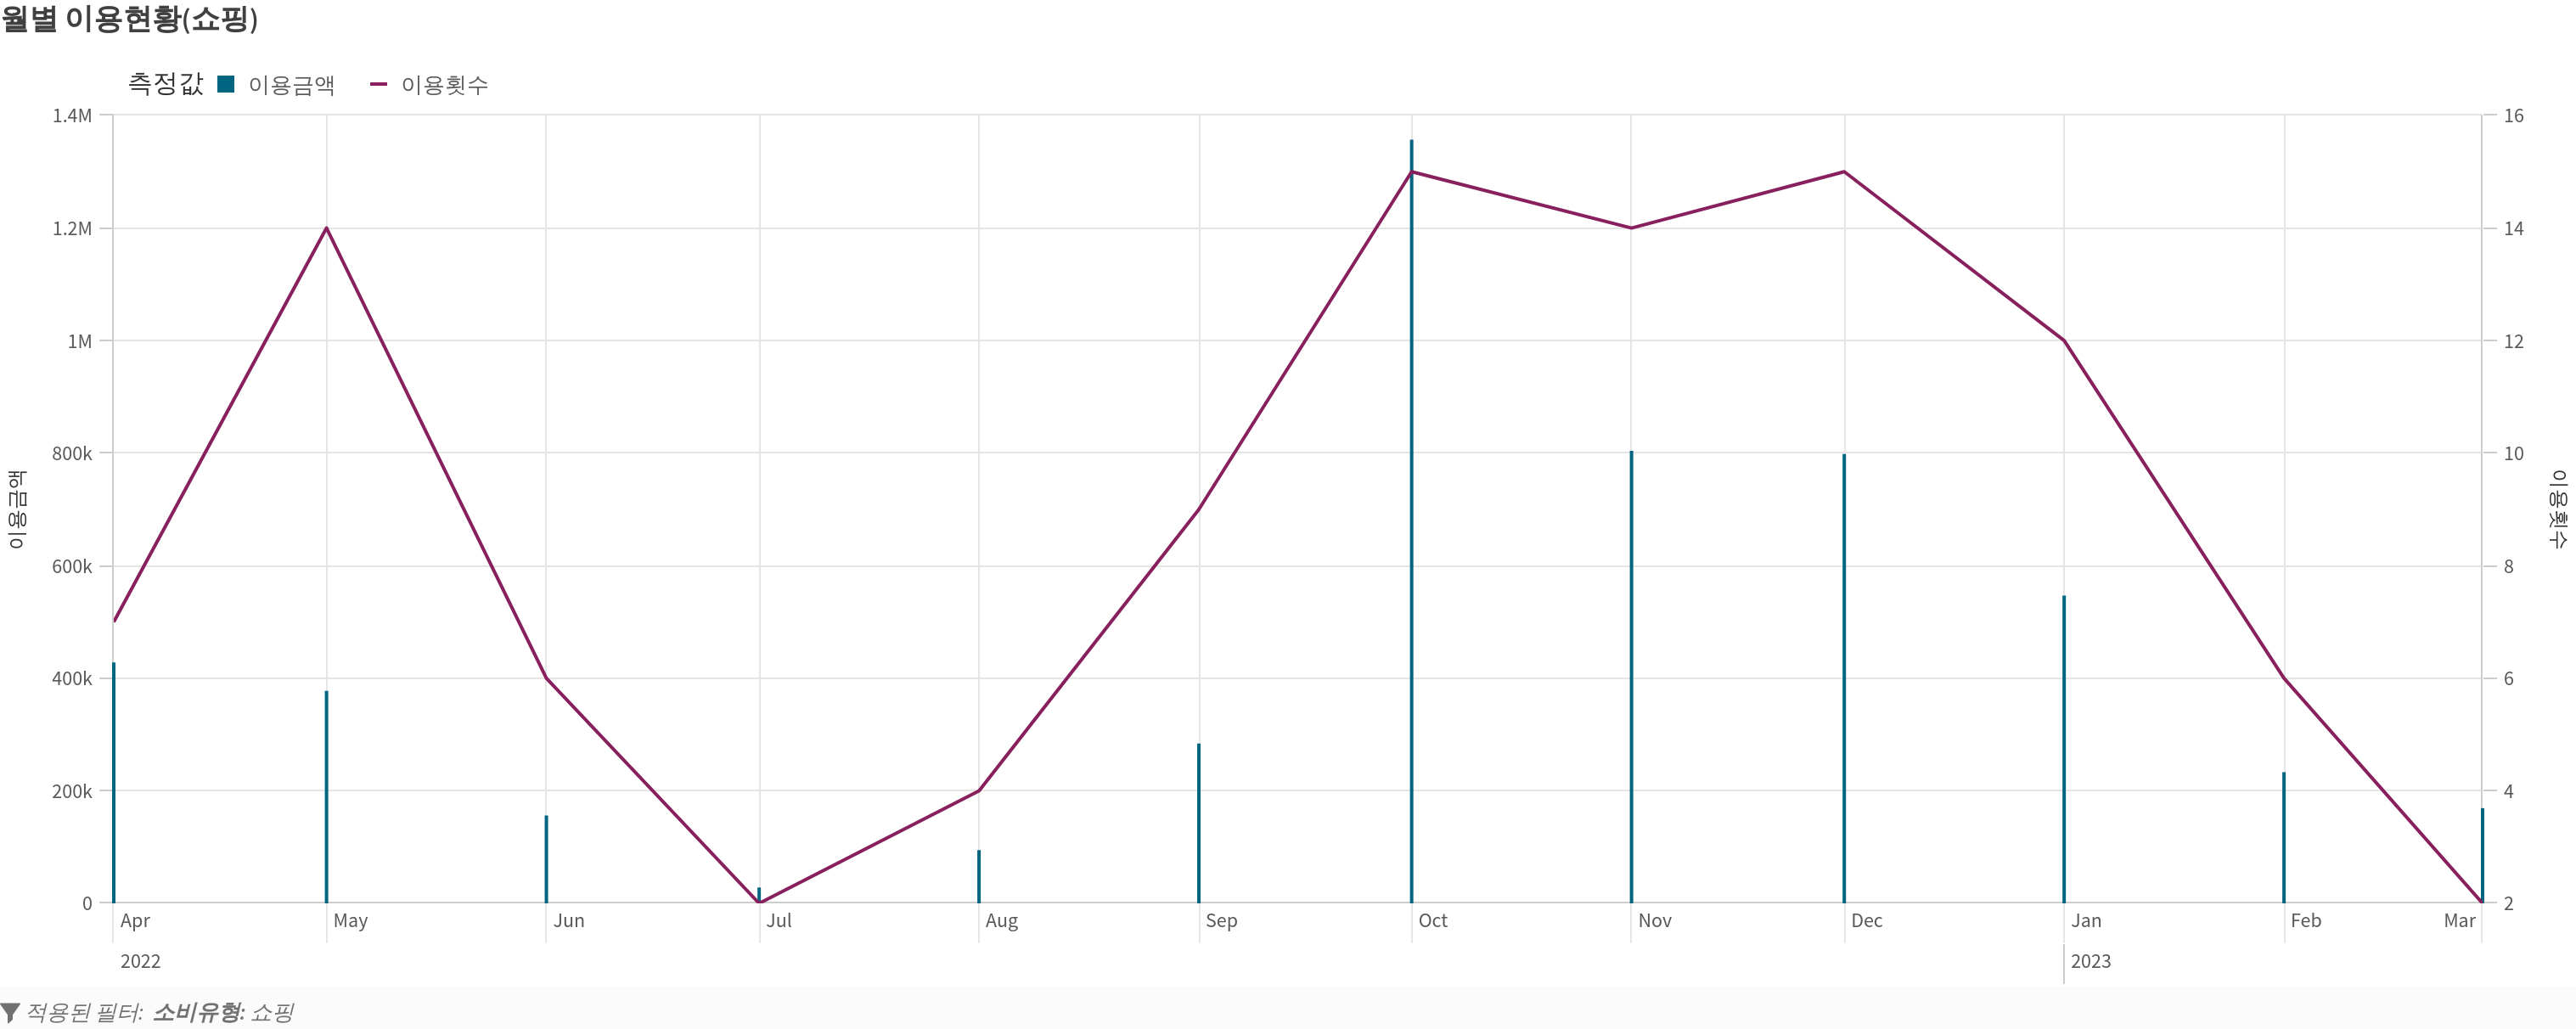 월별 이용현황(쇼핑)
측정값 이용금액 이용횟수
1.4M
1.2M
1M
800k
600k
400k
200k
0
이용금액
16
14
12
10
8
6
4
2
이용횟수
Apr May Jun Jul Aug Sep Oct Nov Dec Jan Feb Mar
2022 2023
적용된 필터: 소비유형: 쇼핑